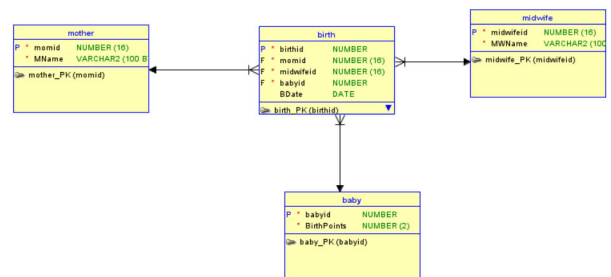 mother
P * momid NUMBER (16)
* MName VARCHAR2 (100 B
mother_PK (momid)
birth
P * birthid NUMBER
F * momid NUMBER (16)
F * midwifeid NUMBER (16)
F * babyid NUMBER
BDate DATE
birth_PK (birthid)
midwife
P * midwifeid NUMBER (16)
* MWName VARCHAR2 (100
midwife_PK (midwifeid)
baby
P * babyid NUMBER
* BirthPoints NUMBER (2)
baby_PK (babyid)